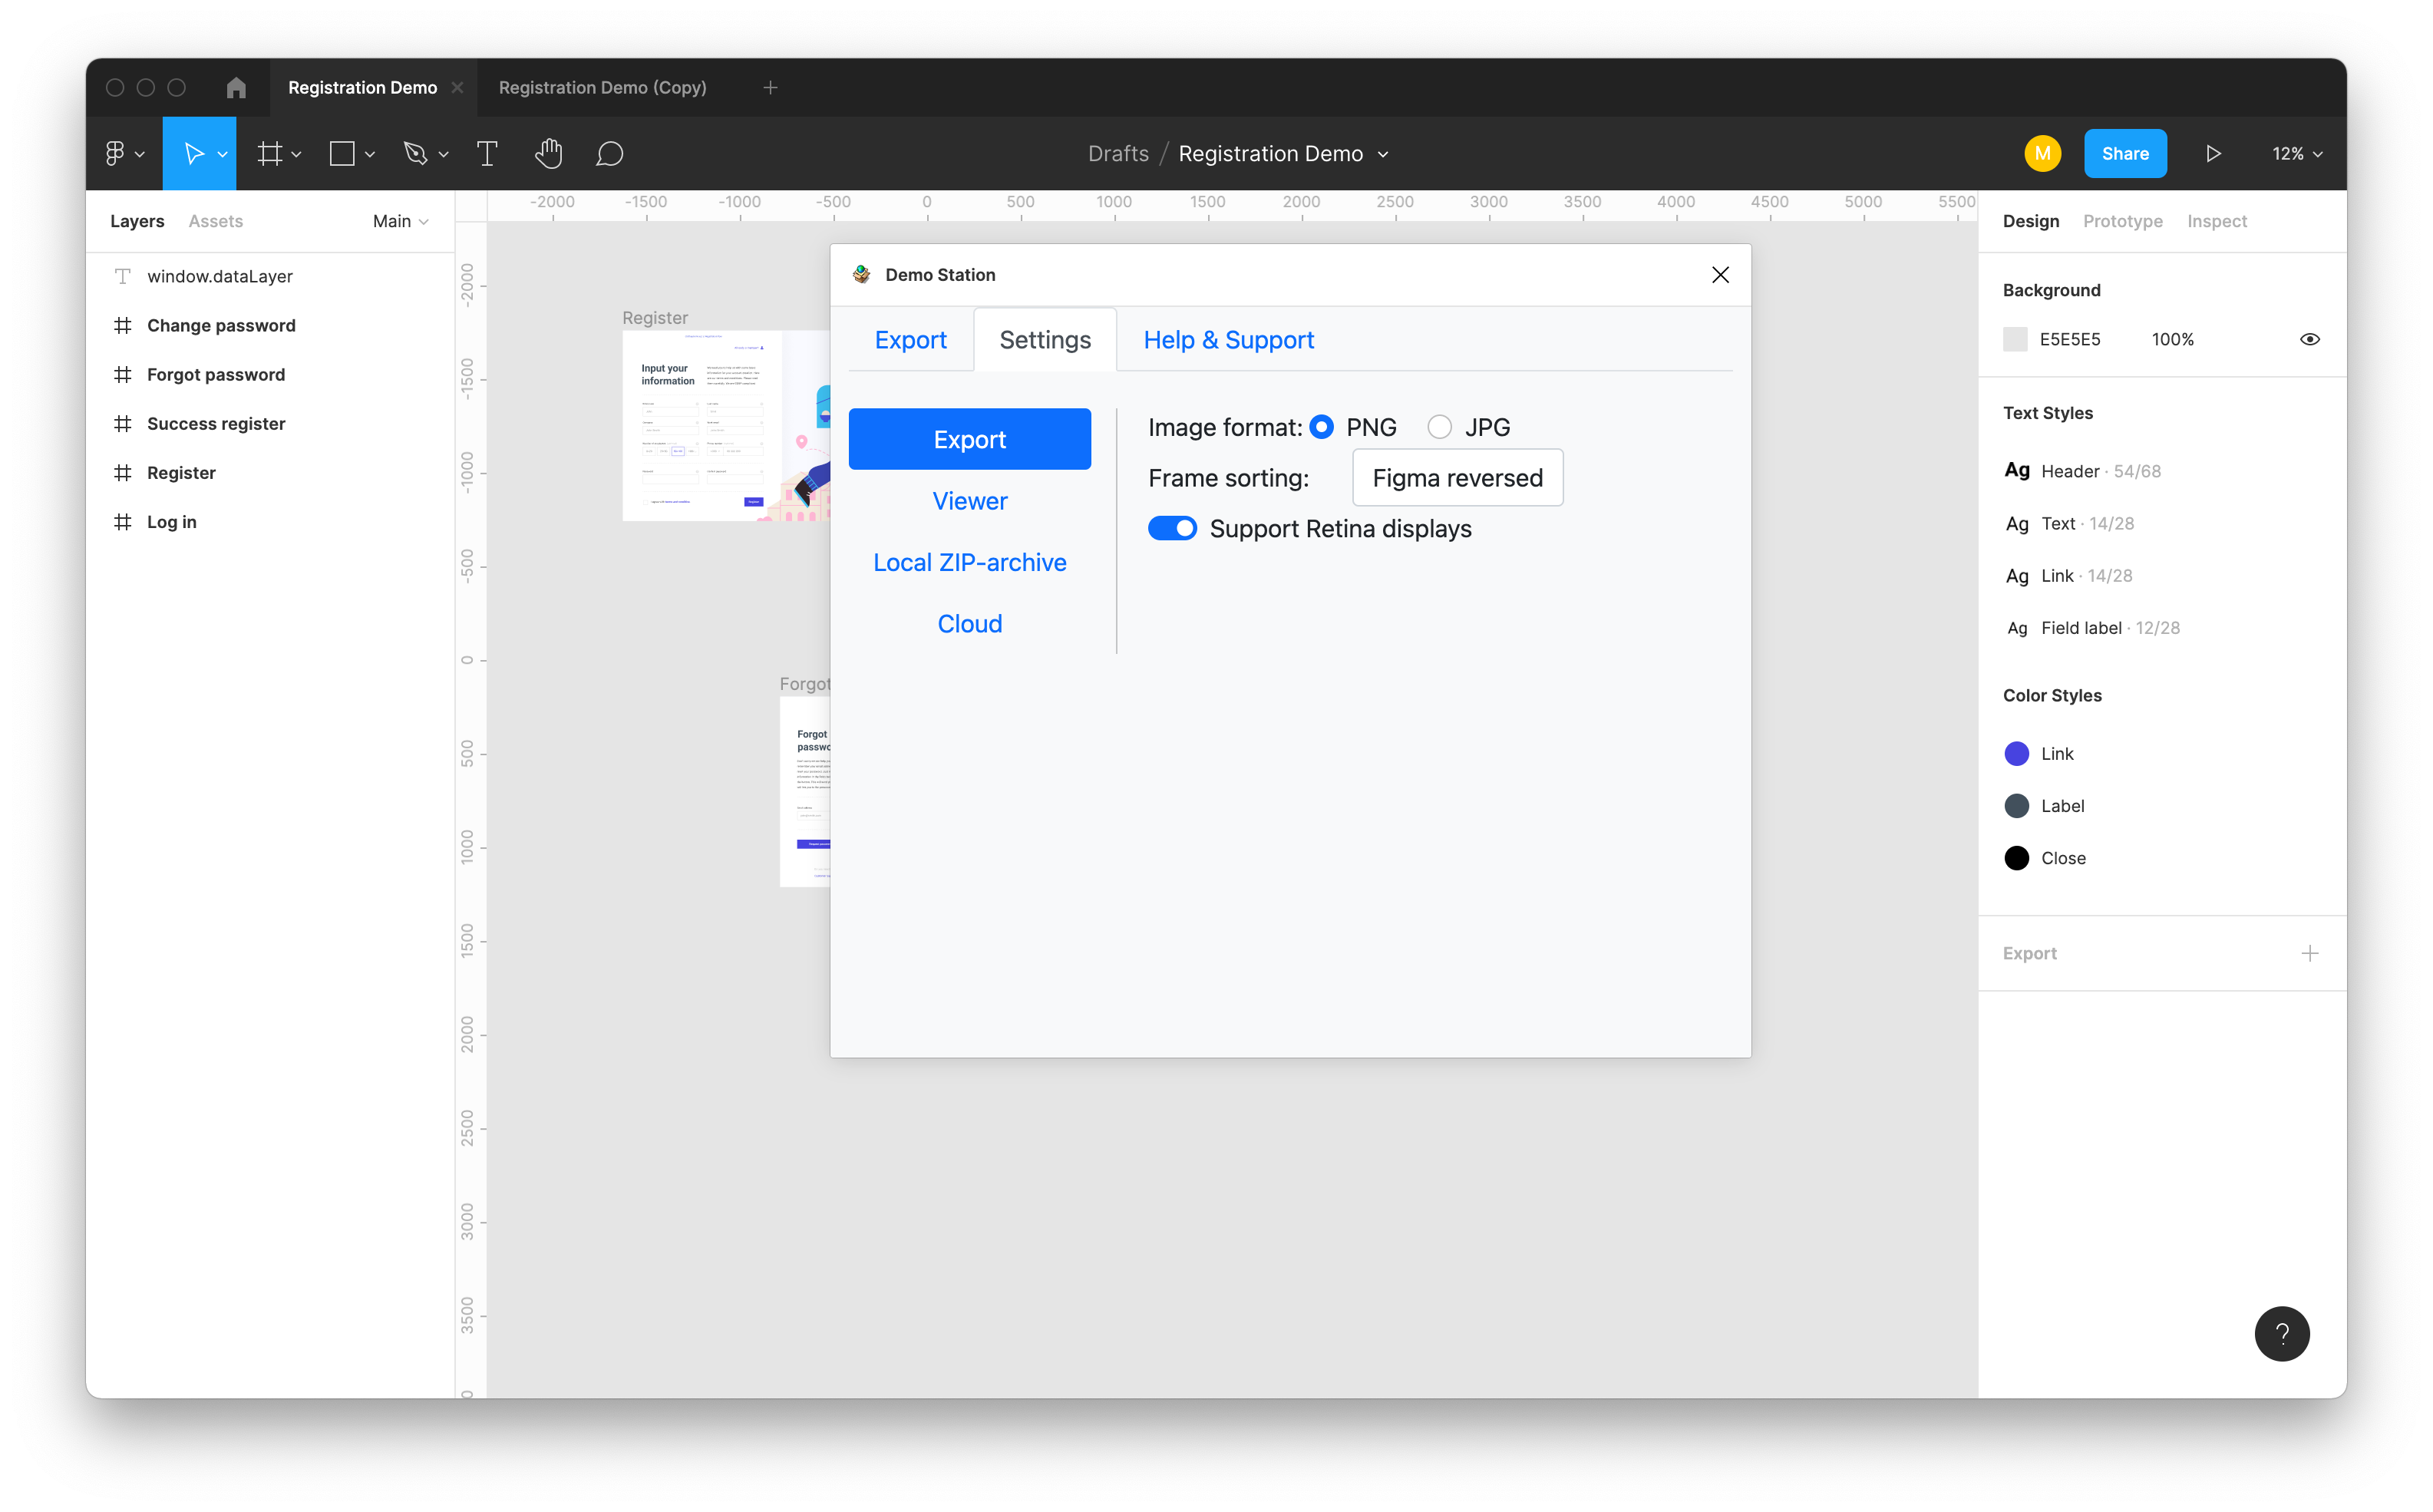 Registration Demo
Registration Demo (Copy)
Drafts / Registration Demo
M
Share
12%
Layers
Assets
Main
window.dataLayer
Change password
Forgot password
Success register
Register
Log in
-2000 -1500 -1000 -500 0 500 1000 1500 2000 2500 3000 3500 4000 4500 5000 5500
-2000
-1500
-1000
-500
0
500
1000
1500
2000
2500
3000
3500
Register
Input your
information
Forgot
Forgot
Demo Station
Export
Settings
Help & Support
Export
Viewer
Local ZIP-archive
Cloud
Image format: PNG JPG
Frame sorting: Figma reversed
Support Retina displays
Design
Prototype
Inspect
Background
E5E5E5 100%
Text Styles
Ag Header · 54/68
Ag Text · 14/28
Ag Link · 14/28
Ag Field label · 12/28
Color Styles
Link
Label
Close
Export
?